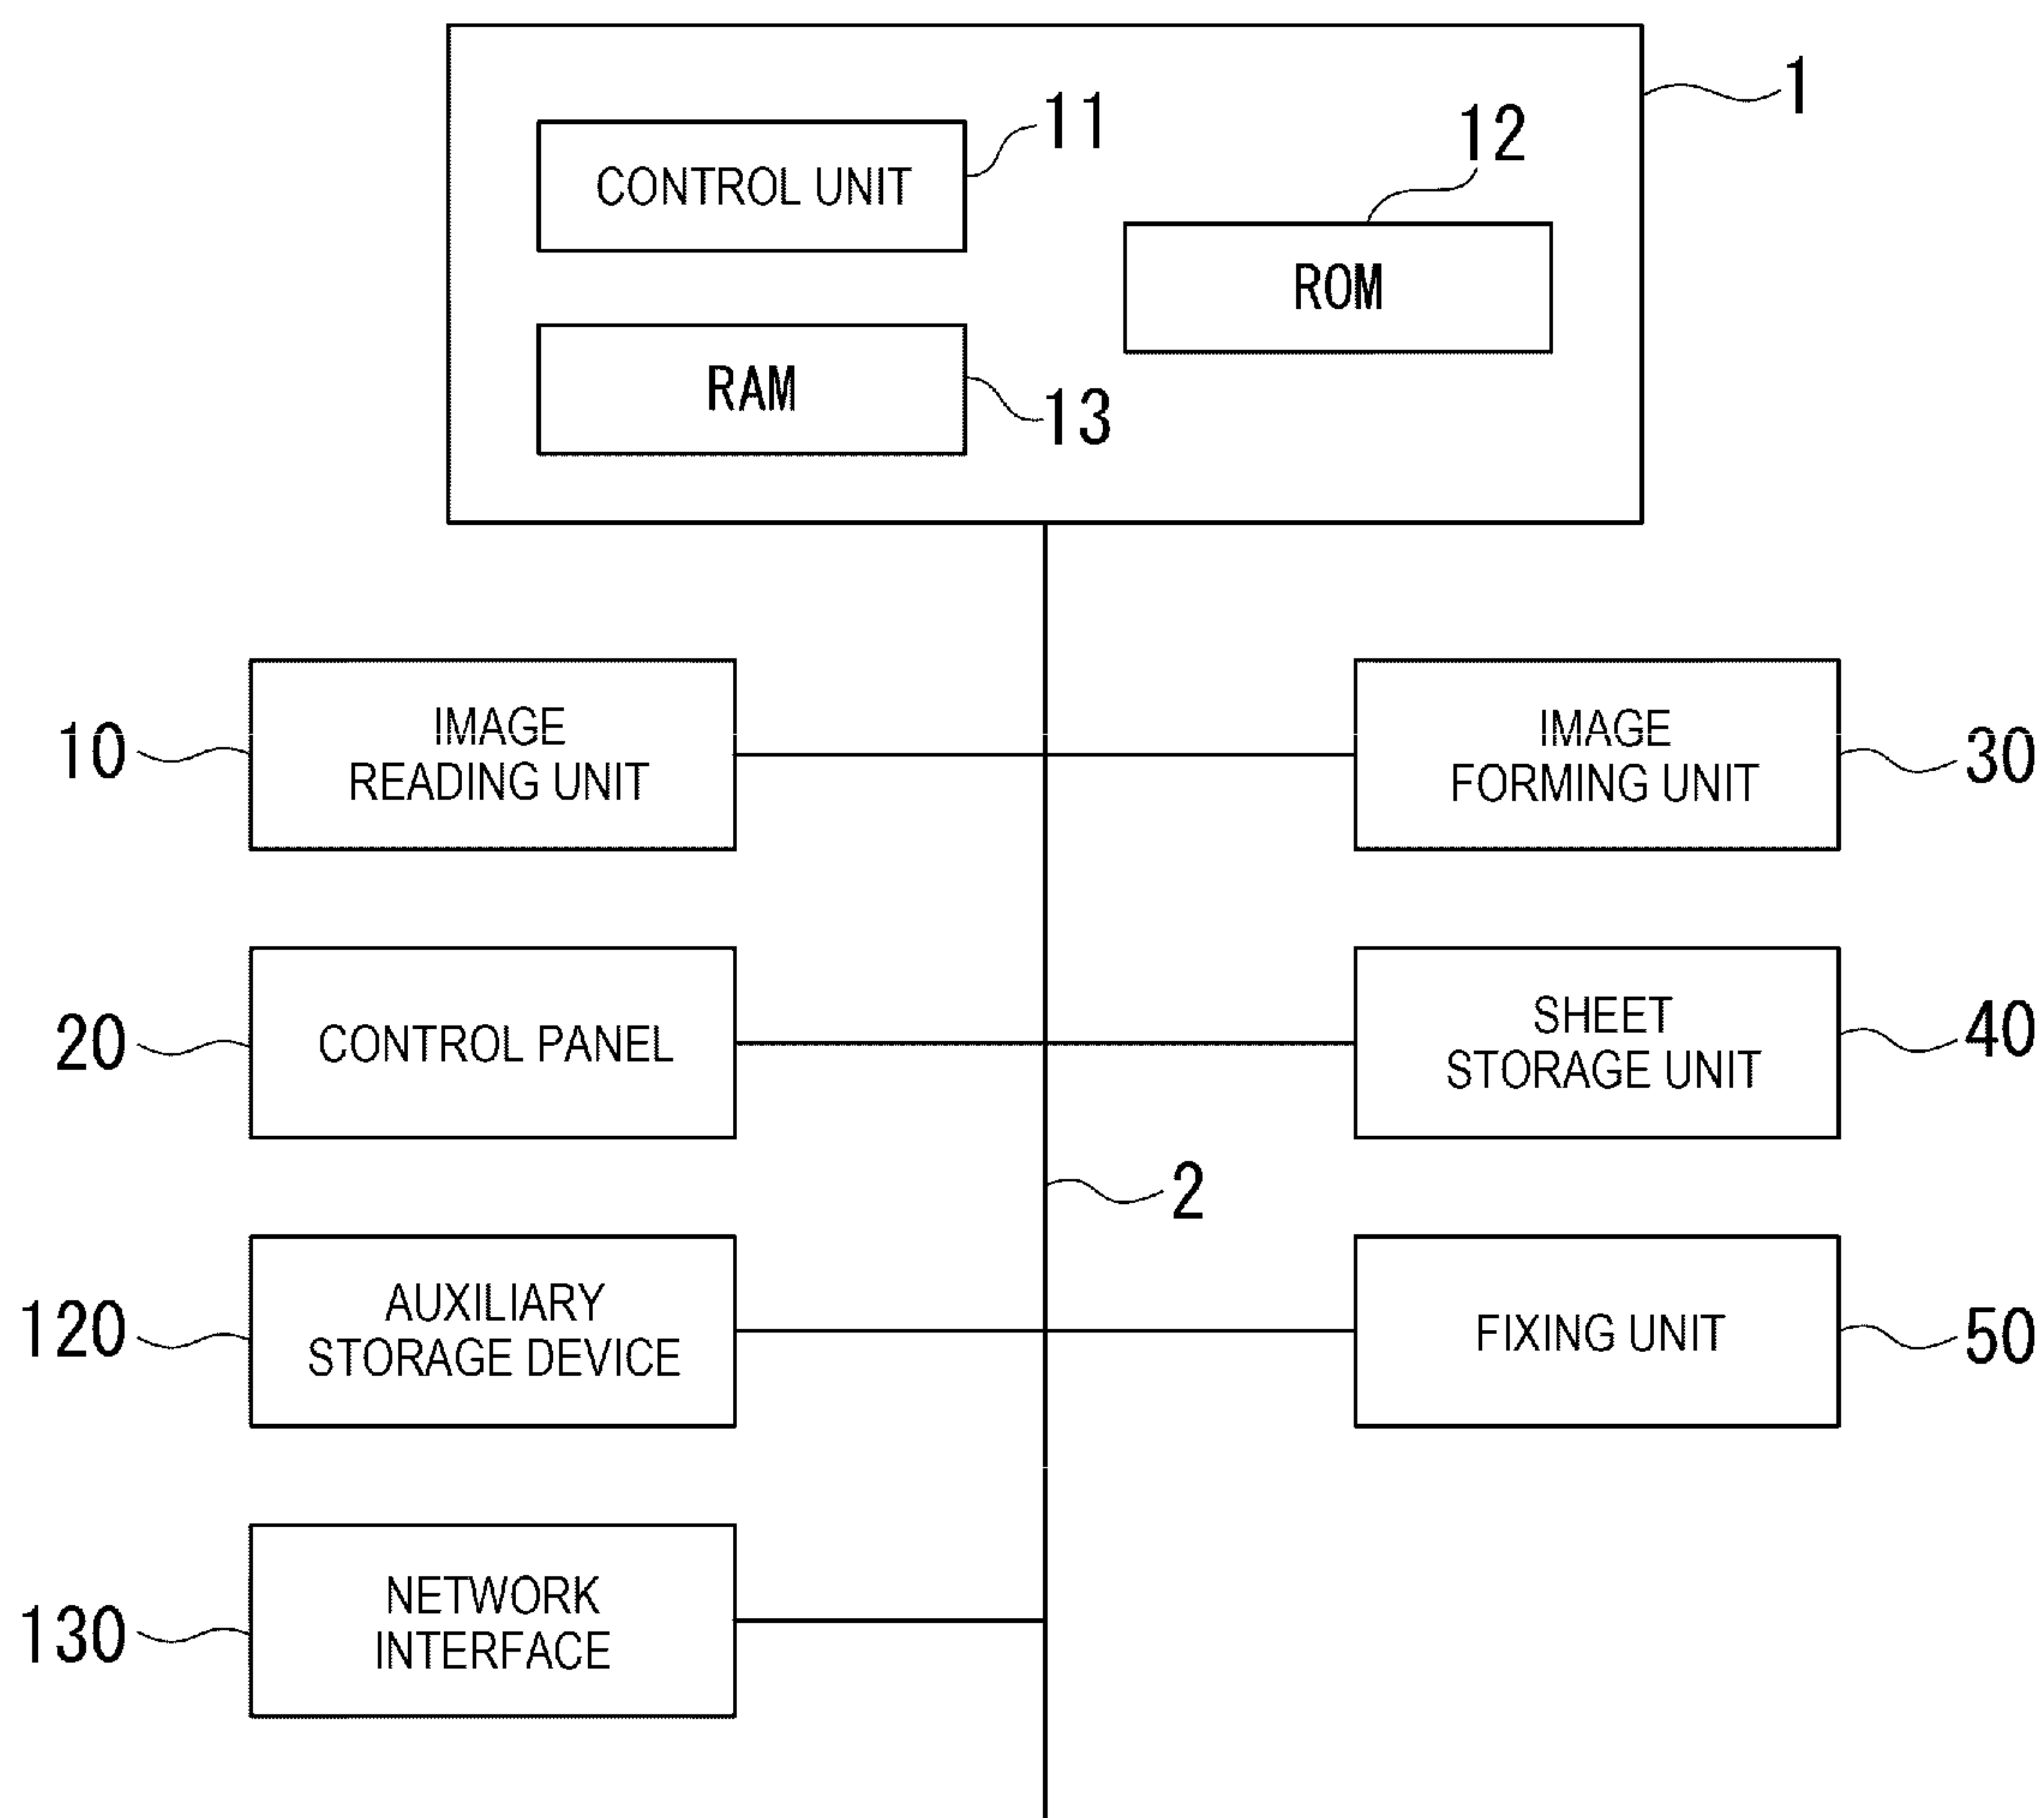 1
11
CONTROL UNIT
12
ROM
RAM
13
IMAGE
READING UNIT
10
IMAGE
FORMING UNIT
30
20
CONTROL PANEL
SHEET
STORAGE UNIT
40
2
120
AUXILIARY
STORAGE DEVICE
FIXING UNIT
50
130
NETWORK
INTERFACE